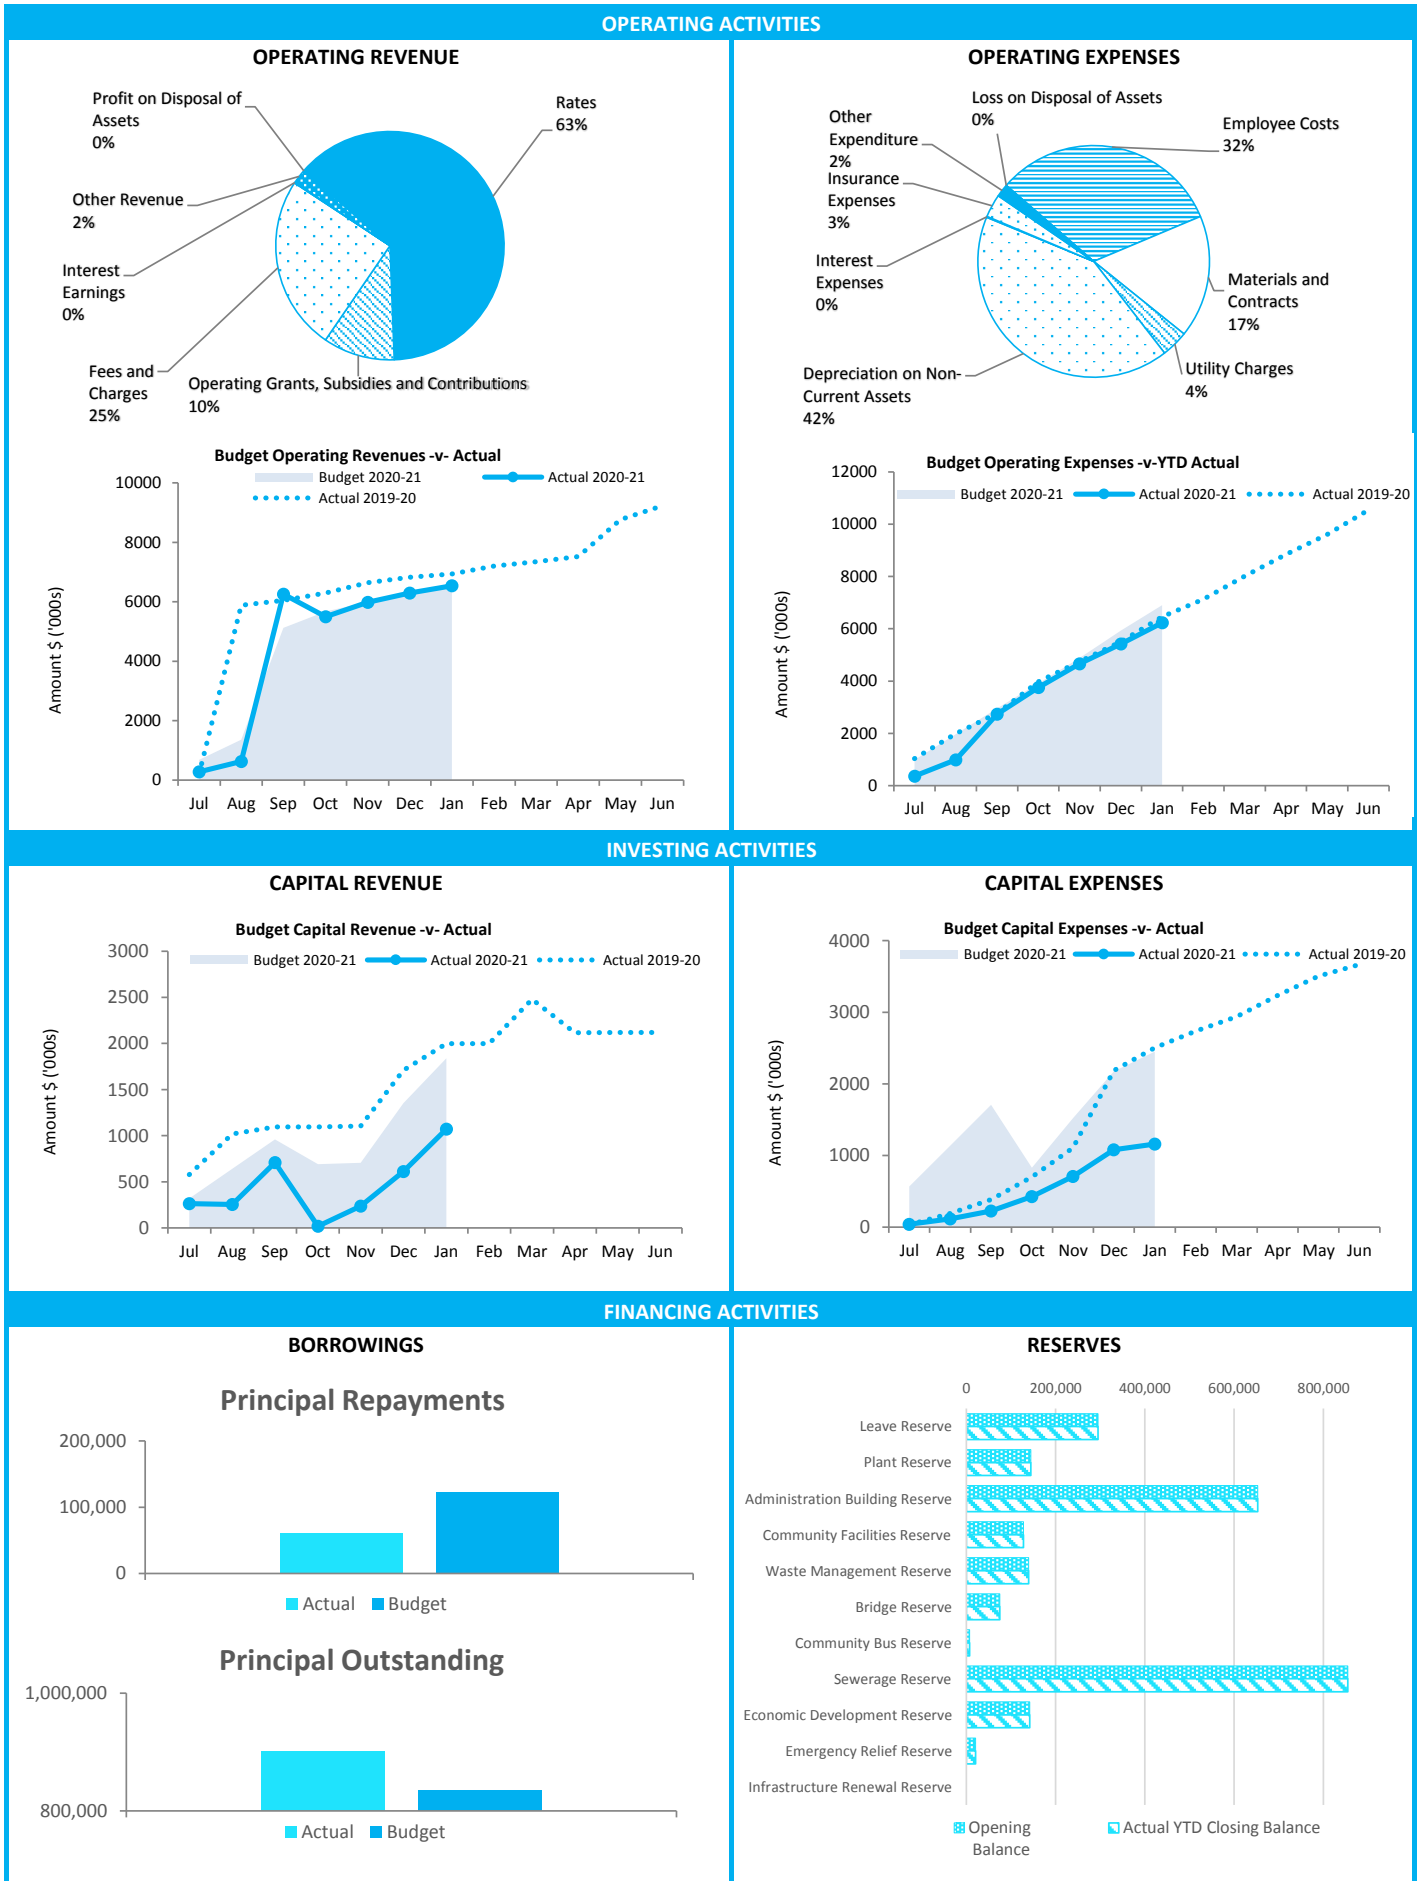 OPERATING ACTIVITIES
OPERATING REVENUE
Profit on Disposal of
Assets
0%
Rates
63%
Other Revenue
2%
Interest
Earnings
0%
Fees and
Charges
25%
Operating Grants, Subsidies and Contributions
10%
OPERATING EXPENSES
Loss on Disposal of Assets
0%
Other
Expenditure
2%
Employee Costs
32%
Insurance
Expenses
3%
Interest
Expenses
0%
Materials and
Contracts
17%
Utility Charges
4%
Depreciation on Non-
Current Assets
42%
Budget Operating Revenues -v- Actual
Budget 2020-21 Actual 2020-21
Actual 2019-20
10000
8000
6000
4000
2000
0
Amount $ ('000s)
Jul Aug Sep Oct Nov Dec Jan Feb Mar Apr May Jun
Budget Operating Expenses -v-YTD Actual
Budget 2020-21 Actual 2020-21 Actual 2019-20
12000
10000
8000
6000
4000
2000
0
Amount $ ('000s)
Jul Aug Sep Oct Nov Dec Jan Feb Mar Apr May Jun
INVESTING ACTIVITIES
CAPITAL REVENUE
Budget Capital Revenue -v- Actual
Budget 2020-21 Actual 2020-21 Actual 2019-20
3000
2500
2000
1500
1000
500
0
Amount $ ('000s)
Jul Aug Sep Oct Nov Dec Jan Feb Mar Apr May Jun
CAPITAL EXPENSES
Budget Capital Expenses -v- Actual
Budget 2020-21 Actual 2020-21 Actual 2019-20
4000
3000
2000
1000
0
Amount $ ('000s)
Jul Aug Sep Oct Nov Dec Jan Feb Mar Apr May Jun
FINANCING ACTIVITIES
BORROWINGS
Principal Repayments
200,000
100,000
0
Actual Budget
Principal Outstanding
1,000,000
800,000
Actual Budget
RESERVES
0 200,000 400,000 600,000 800,000
Leave Reserve
Plant Reserve
Administration Building Reserve
Community Facilities Reserve
Waste Management Reserve
Bridge Reserve
Community Bus Reserve
Sewerage Reserve
Economic Development Reserve
Emergency Relief Reserve
Infrastructure Renewal Reserve
Opening
Balance
Actual YTD Closing Balance